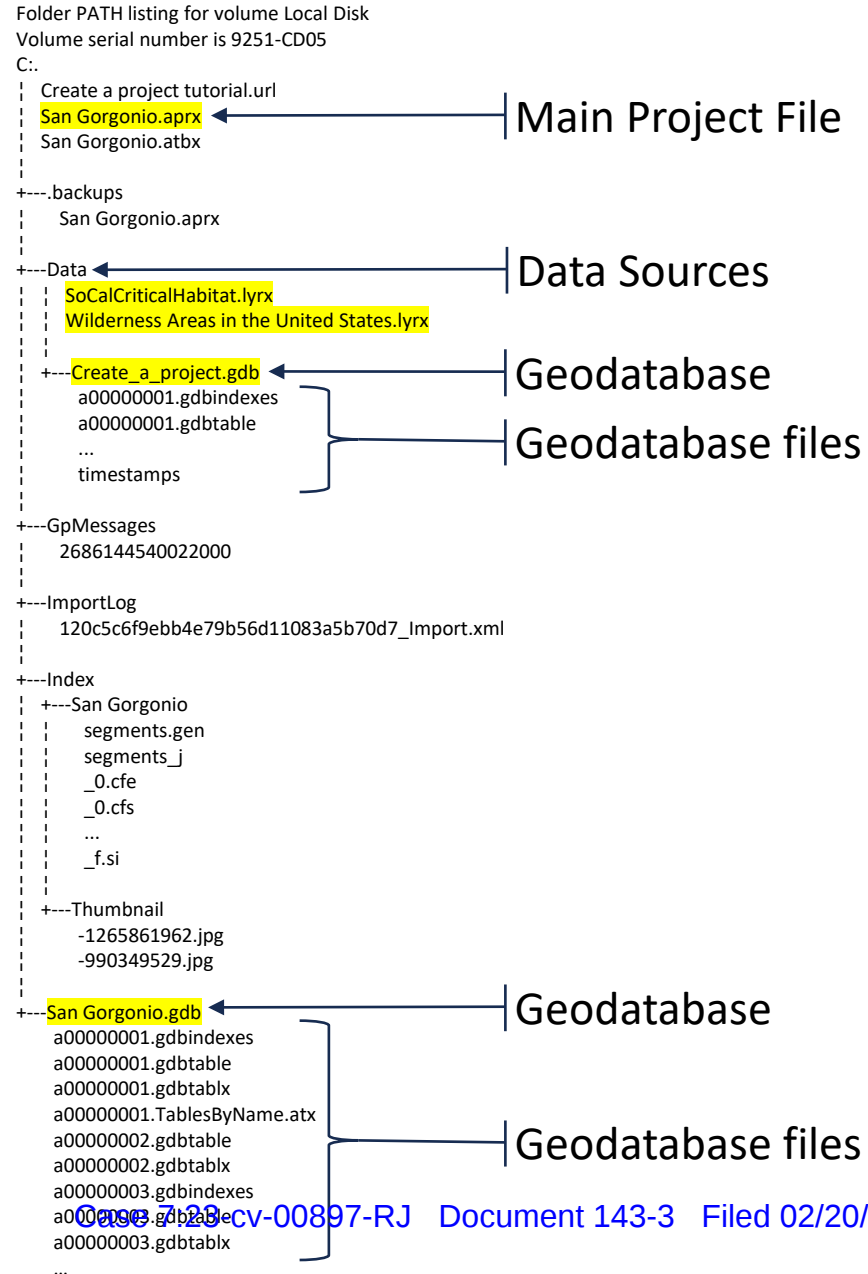 Folder PATH listing for volume Local Disk
Volume serial number is 9251-CD05
C:.
¦ Create a project tutorial.url
¦ San Gorgonio.aprx Main Project File
¦ San Gorgonio.atbx
¦
+---.backups
¦ San Gorgonio.aprx
¦
+---Data Data Sources
¦ ¦ SoCalCriticalHabitat.lyrx
¦ ¦ Wilderness Areas in the United States.lyrx
¦ ¦
¦ +---Create_a_project.gdb Geodatabase
¦ a00000001.gdbindexes
¦ a00000001.gdbtable Geodatabase files
¦ ...
¦ timestamps
¦
+---GpMessages
¦ 2686144540022000
¦
+---ImportLog
¦ 120c5c6f9ebb4e79b56d11083a5b70d7_Import.xml
¦
+---Index
¦ +---San Gorgonio
¦ ¦ segments.gen
¦ ¦ segments_j
¦ ¦ _0.cfe
¦ ¦ _0.cfs
¦ ¦ ...
¦ ¦ _f.si
¦ ¦
¦ +---Thumbnail
¦ -1265861962.jpg
¦ -990349529.jpg
¦
+---San Gorgonio.gdb Geodatabase
a00000001.gdbindexes
a00000001.gdbtable
a00000001.gdbtablx
a00000001.TablesByName.atx
a00000002.gdbtable Geodatabase files
a00000002.gdbtablx
a00000003.gdbindexes
a00000003.gdbtable
Case 7:23-cv-00897-RJ Document 143-3 Filed 02/20/
a00000003.gdbtablx
...